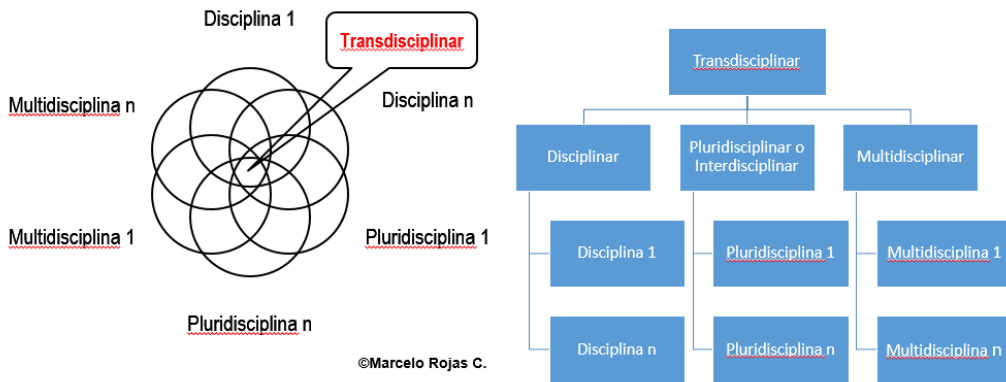 Disciplina 1
Transdisciplinar
Multidisciplina n
Disciplina n
Multidisciplina 1
Pluridisciplina 1
Pluridisciplina n
©Marcelo Rojas C.
Transdisciplinar
Disciplinar
Pluridisciplinar o
Interdisciplinar
Multidisciplinar
Disciplina 1
Pluridisciplina 1
Multidisciplina 1
Disciplina n
Pluridisciplina n
Multidisciplina n